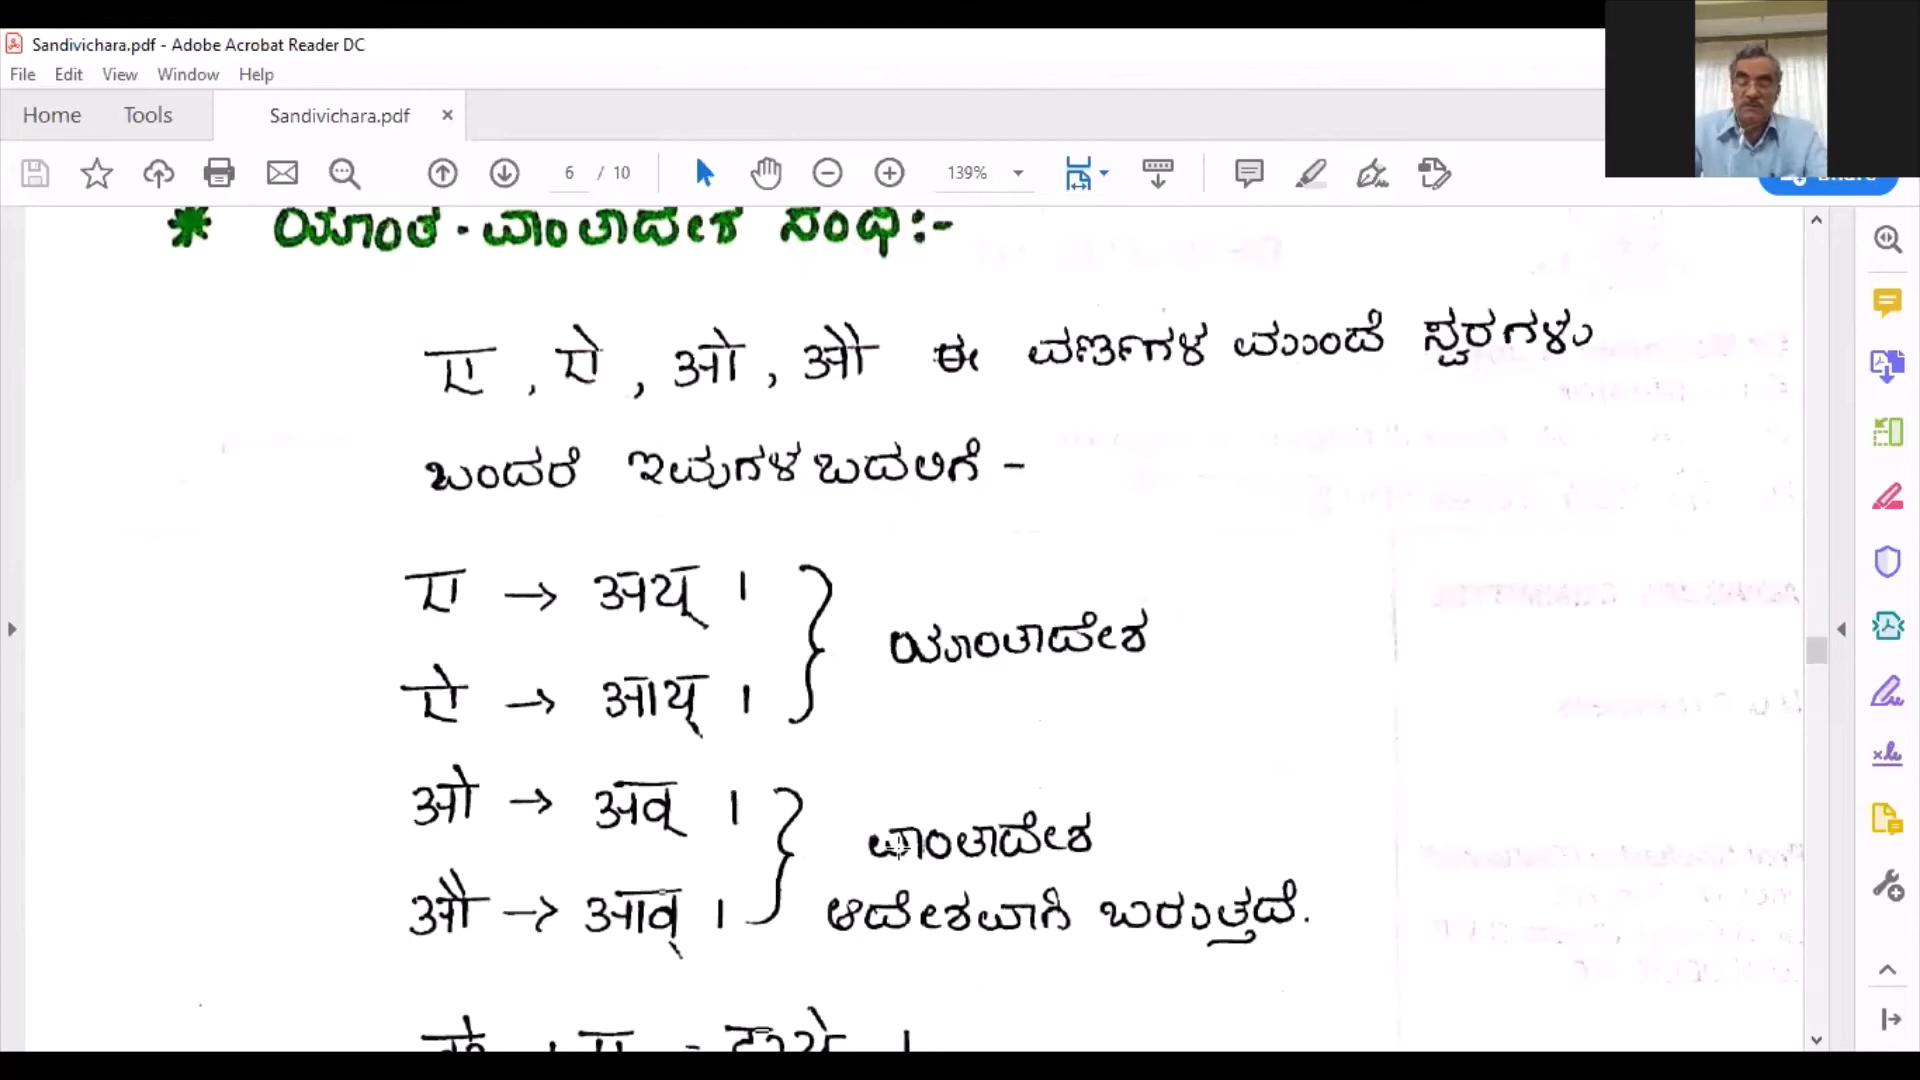 Sandivichara.pdf - Adobe Acrobat Reader DC
File Edit View Window Help
Home Tools Sandivichara.pdf ×
6 / 10 139%
* ಯಾಂತ - ವಾಂತಾದೇಶ ಸಂಧಿ:-
ए, ऐ, ओ, औ ಈ ವರ್ಣಗಳ ಮುಂದೆ ಸ್ವರಗಳು
ಬಂದರೆ ಇವುಗಳ ಬದಲಿಗೆ -
ए → अय् ।
ಯಾಂತಾದೇಶ
ऐ → आय् ।
ओ → अव् ।
ವಾಂತಾದೇಶ
औ → आव् । ಆದೇಶವಾಗಿ ಬರುತ್ತದೆ.